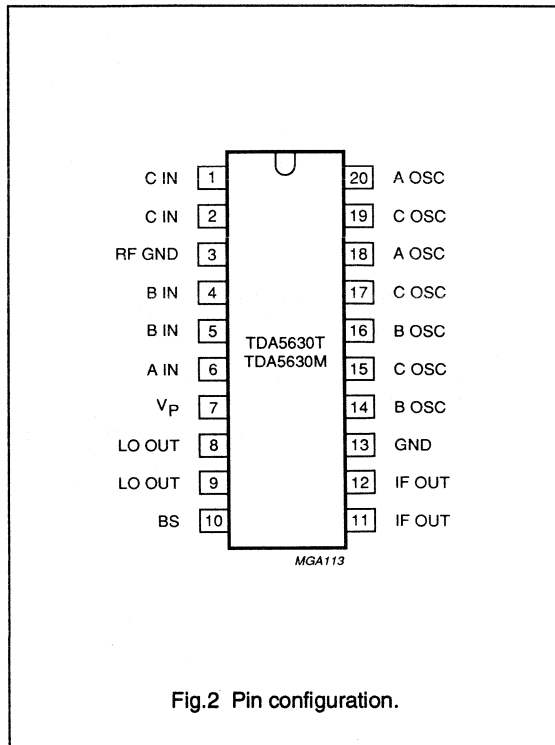 C IN 1 20 A OSC
C IN 2 19 C OSC
RF GND 3 18 A OSC
B IN 4 17 C OSC
B IN 5 16 B OSC
TDA5630T
TDA5630M
A IN 6 15 C OSC
VP 7 14 B OSC
LO OUT 8 13 GND
LO OUT 9 12 IF OUT
BS 10 11 IF OUT
MGA113
Fig.2 Pin configuration.